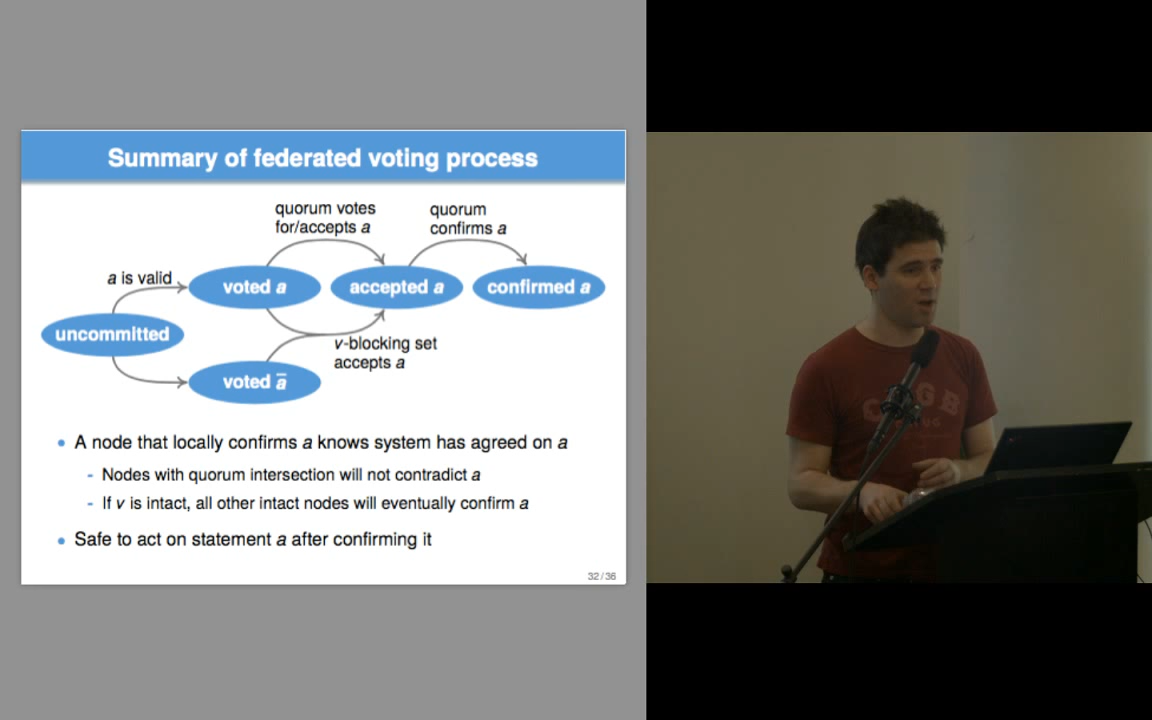 Summary of federated voting process
quorum votes
for/accepts a
quorum
confirms a
a is valid
voted a
accepted a
confirmed a
uncommitted
v-blocking set
accepts a
voted a̅
• A node that locally confirms a knows system has agreed on a
- Nodes with quorum intersection will not contradict a
- If v is intact, all other intact nodes will eventually confirm a
• Safe to act on statement a after confirming it
32/36